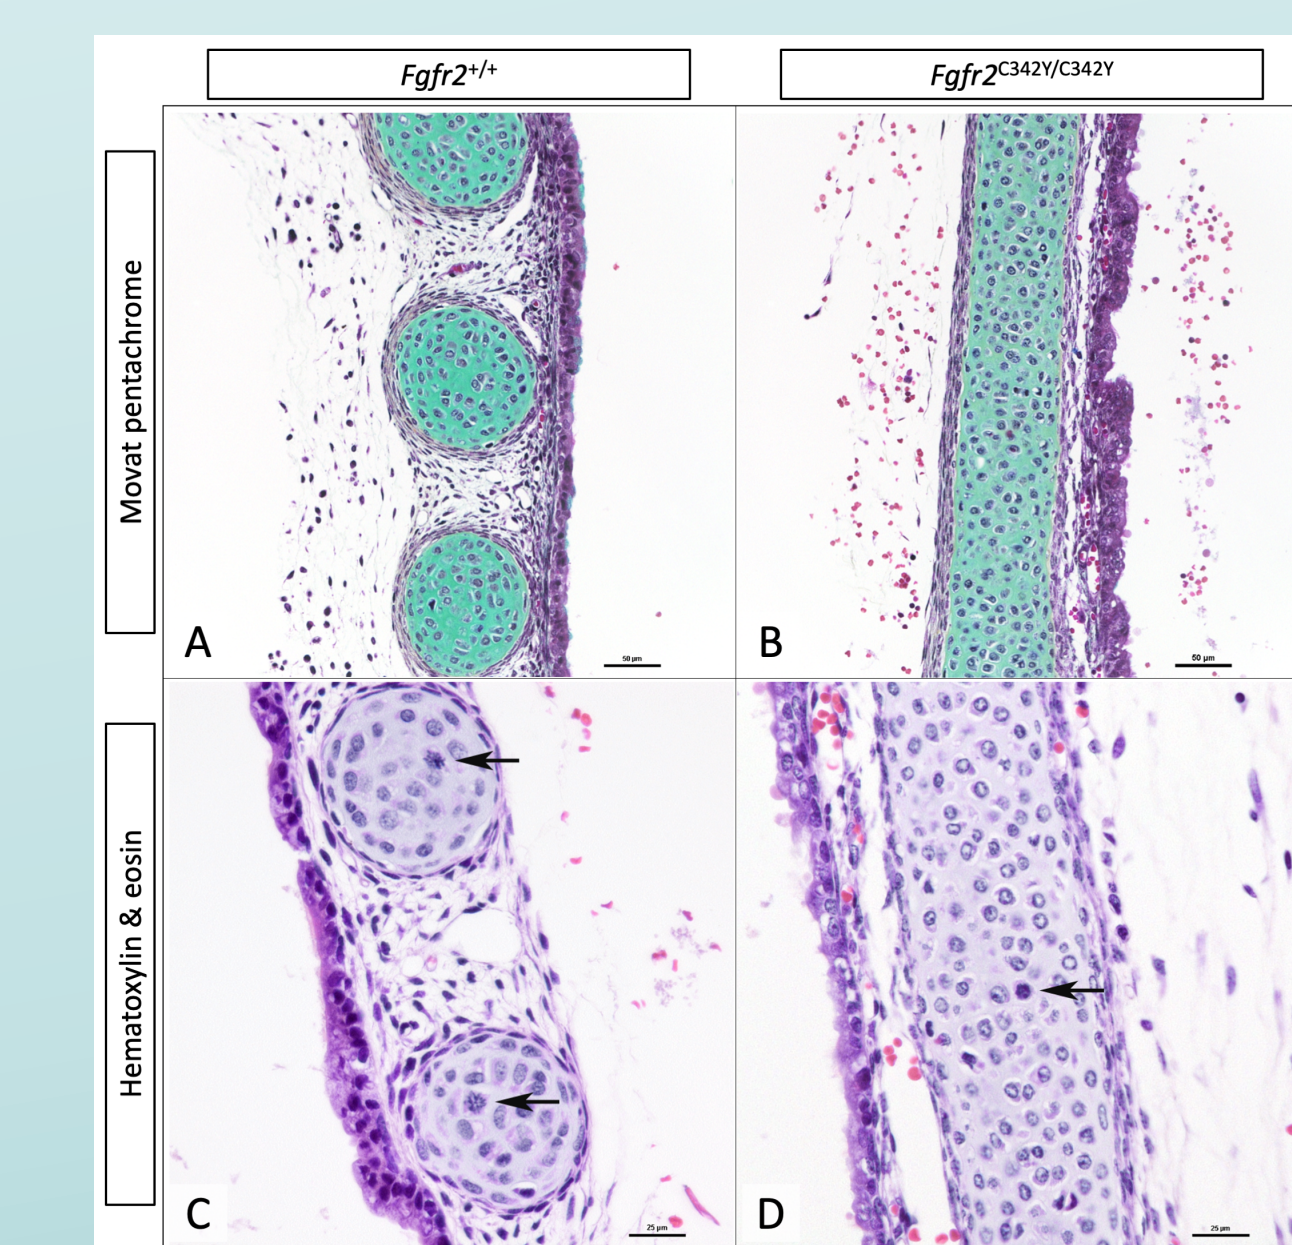 Fgfr2+/+
Fgfr2C342Y/C342Y
Movat pentachrome
A
50 µm
B
50 µm
Hematoxylin & eosin
C
25 µm
D
25 µm